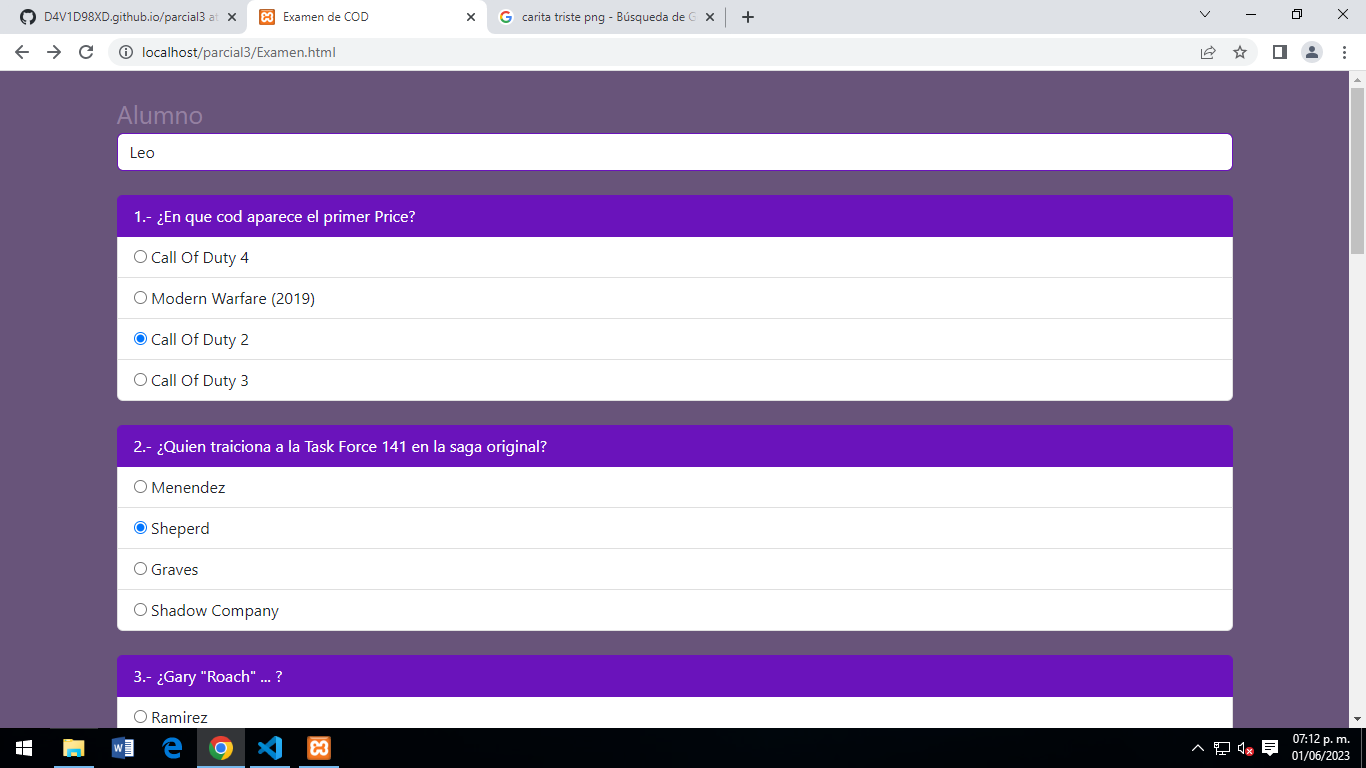 D4V1D98XD.github.io/parcial3 at
Examen de COD
carita triste png - Búsqueda de G
localhost/parcial3/Examen.html
Alumno
Leo
1.- ¿En que cod aparece el primer Price?
Call Of Duty 4
Modern Warfare (2019)
Call Of Duty 2
Call Of Duty 3
2.- ¿Quien traiciona a la Task Force 141 en la saga original?
Menendez
Sheperd
Graves
Shadow Company
3.- ¿Gary "Roach" ... ?
Ramirez
07:12 p. m.
01/06/2023